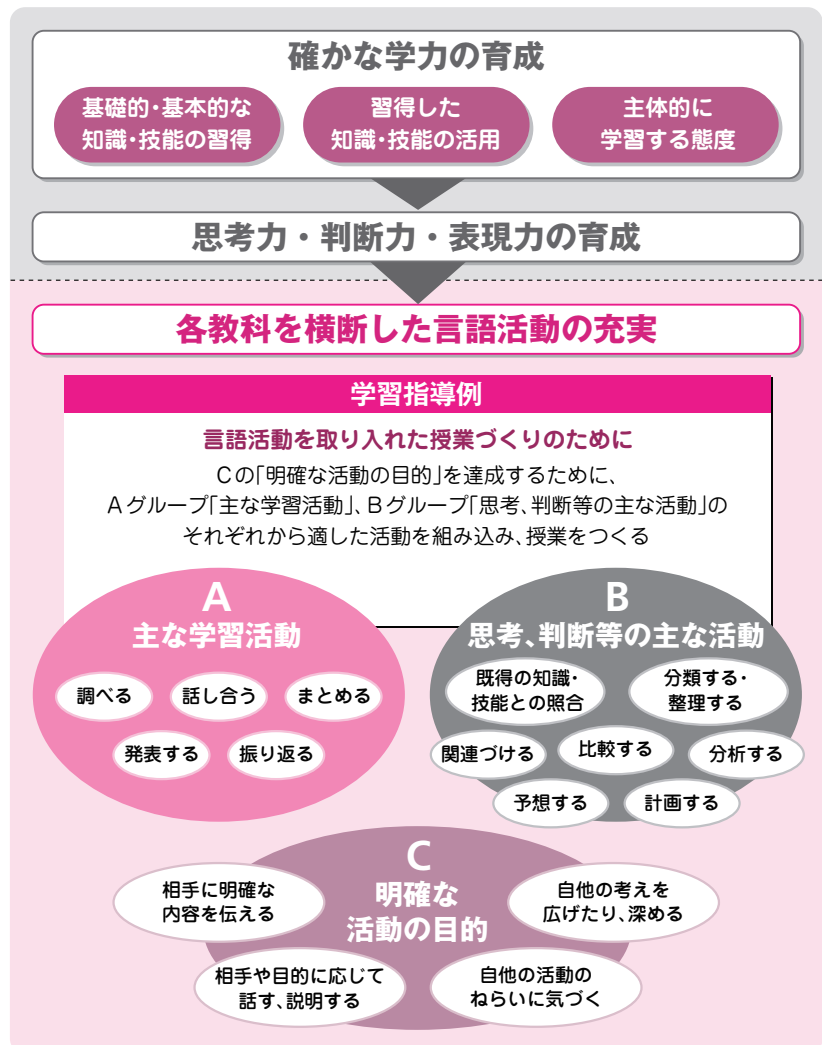 確かな学力の育成
基礎的・基本的な
知識・技能の習得
習得した
知識・技能の活用
主体的に
学習する態度
思考力・判断力・表現力の育成
各教科を横断した言語活動の充実
学習指導例
言語活動を取り入れた授業づくりのために
Cの「明確な活動の目的」を達成するために、
Aグループ「主な学習活動」、Bグループ「思考、判断等の主な活動」の
それぞれから適した活動を組み込み、授業をつくる
A
主な学習活動
調べる
話し合う
まとめる
発表する
振り返る
B
思考、判断等の主な活動
既得の知識・
技能との照合
分類する・
整理する
関連づける
比較する
分析する
予想する
計画する
C
明確な
活動の目的
相手に明確な
内容を伝える
自他の考えを
広げたり、深める
相手や目的に応じて
話す、説明する
自他の活動の
ねらいに気づく